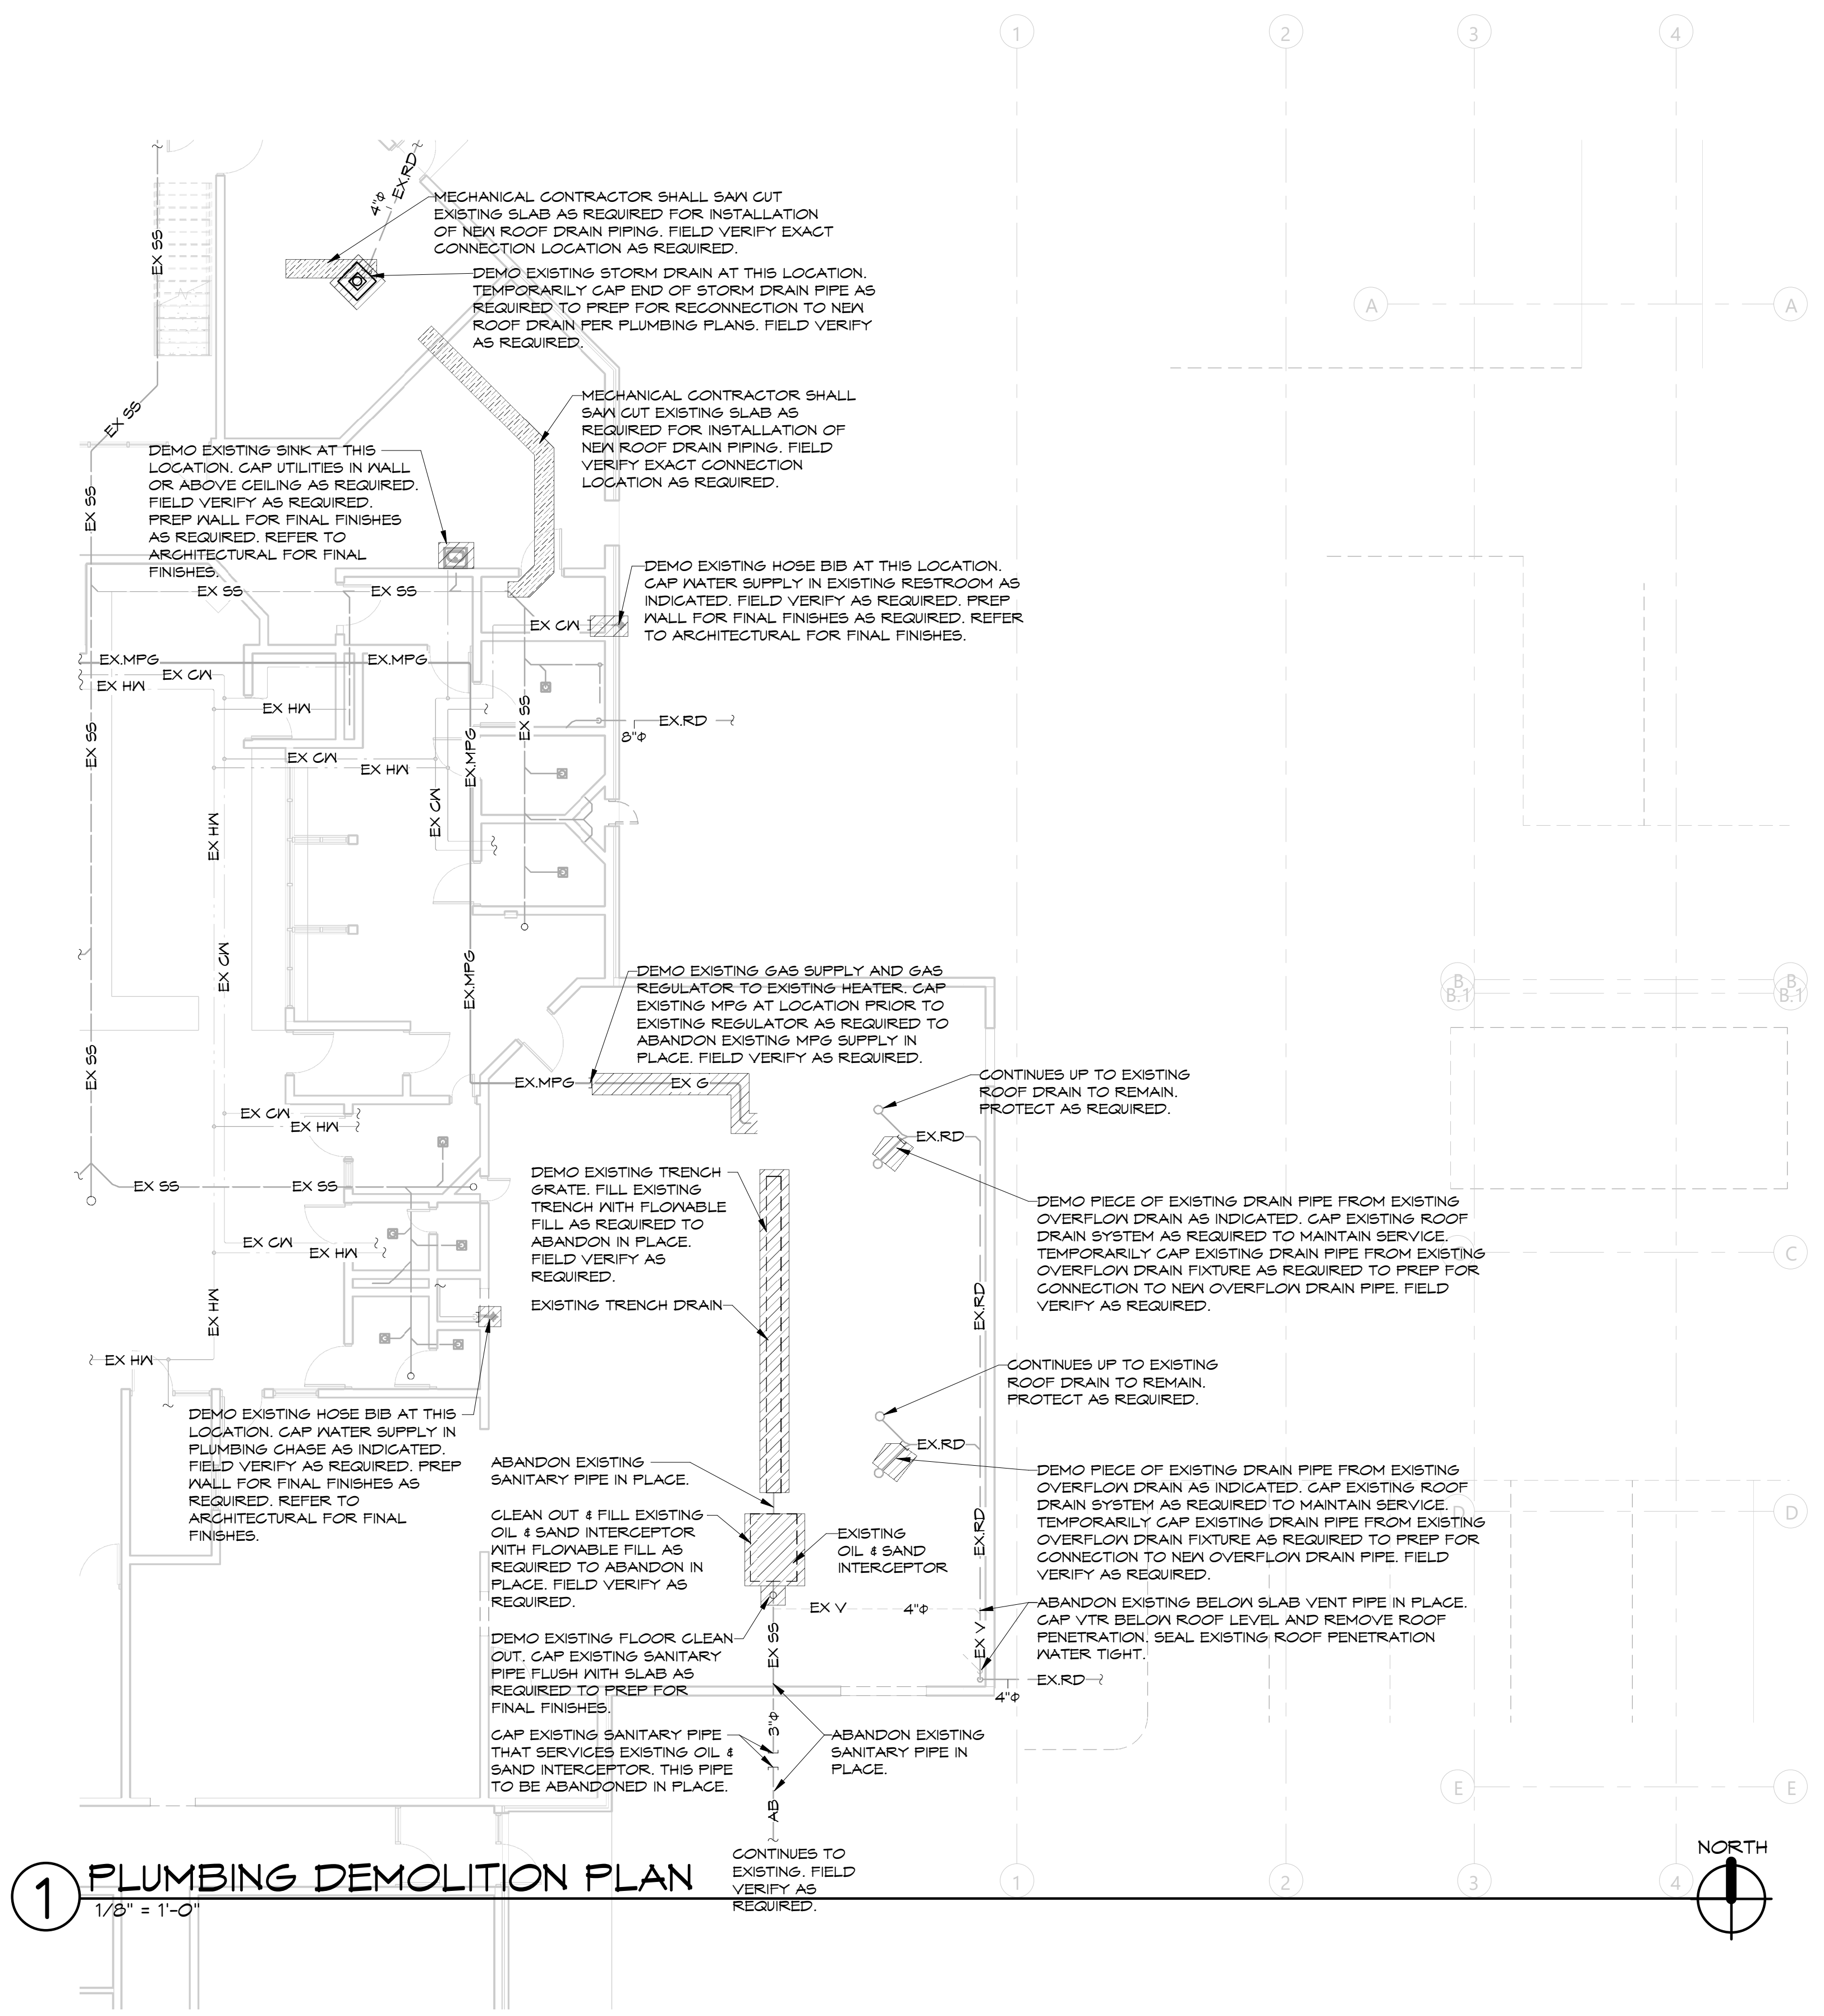 1
2
3
4
4"Φ
EX.RD
MECHANICAL CONTRACTOR SHALL SAW CUT
EXISTING SLAB AS REQUIRED FOR INSTALLATION
OF NEW ROOF DRAIN PIPING. FIELD VERIFY EXACT
CONNECTION LOCATION AS REQUIRED.
EX SS
DEMO EXISTING STORM DRAIN AT THIS LOCATION.
TEMPORARILY CAP END OF STORM DRAIN PIPE AS
REQUIRED TO PREP FOR RECONNECTION TO NEW
ROOF DRAIN PER PLUMBING PLANS. FIELD VERIFY
AS REQUIRED.
A
A
MECHANICAL CONTRACTOR SHALL
SAW CUT EXISTING SLAB AS
REQUIRED FOR INSTALLATION OF
NEW ROOF DRAIN PIPING. FIELD
VERIFY EXACT CONNECTION
LOCATION AS REQUIRED.
EX SS
DEMO EXISTING SINK AT THIS
LOCATION. CAP UTILITIES IN WALL
OR ABOVE CEILING AS REQUIRED.
FIELD VERIFY AS REQUIRED.
PREP WALL FOR FINAL FINISHES
AS REQUIRED. REFER TO
ARCHITECTURAL FOR FINAL
FINISHES.
EX SS
EX SS
EX SS
DEMO EXISTING HOSE BIB AT THIS LOCATION.
CAP WATER SUPPLY IN EXISTING RESTROOM AS
INDICATED. FIELD VERIFY AS REQUIRED. PREP
WALL FOR FINAL FINISHES AS REQUIRED. REFER
TO ARCHITECTURAL FOR FINAL FINISHES.
EX CW
EX.MPG
EX.MPG
EX CW
EX HW
EX HW
EX SS
EX SS
EX.RD
8"Φ
EX CW
EX HW
EX.MPG
EX CW
EX HW
EX CW
EX.MPG
DEMO EXISTING GAS SUPPLY AND GAS
REGULATOR TO EXISTING HEATER. CAP
EXISTING MPG AT LOCATION PRIOR TO
EXISTING REGULATOR AS REQUIRED TO
ABANDON EXISTING MPG SUPPLY IN
PLACE. FIELD VERIFY AS REQUIRED.
B
B
B.1
B.1
EX SS
EX.MPG
EX G
EX CW
EX HW
CONTINUES UP TO EXISTING
ROOF DRAIN TO REMAIN.
PROTECT AS REQUIRED.
EX.RD
EX SS
EX SS
DEMO EXISTING TRENCH
GRATE. FILL EXISTING
TRENCH WITH FLOWABLE
FILL AS REQUIRED TO
ABANDON IN PLACE.
FIELD VERIFY AS
REQUIRED.
DEMO PIECE OF EXISTING DRAIN PIPE FROM EXISTING
OVERFLOW DRAIN AS INDICATED. CAP EXISTING ROOF
DRAIN SYSTEM AS REQUIRED TO MAINTAIN SERVICE.
TEMPORARILY CAP EXISTING DRAIN PIPE FROM EXISTING
OVERFLOW DRAIN FIXTURE AS REQUIRED TO PREP FOR
CONNECTION TO NEW OVERFLOW DRAIN PIPE. FIELD
VERIFY AS REQUIRED.
C
EX CW
EX HW
EX HW
EX.RD
EXISTING TRENCH DRAIN
EX HW
CONTINUES UP TO EXISTING
ROOF DRAIN TO REMAIN.
PROTECT AS REQUIRED.
EX.RD
DEMO EXISTING HOSE BIB AT THIS
LOCATION. CAP WATER SUPPLY IN
PLUMBING CHASE AS INDICATED.
FIELD VERIFY AS REQUIRED. PREP
WALL FOR FINAL FINISHES AS
REQUIRED. REFER TO
ARCHITECTURAL FOR FINAL
FINISHES.
ABANDON EXISTING
SANITARY PIPE IN PLACE.
CLEAN OUT & FILL EXISTING
OIL & SAND INTERCEPTOR
WITH FLOWABLE FILL AS
REQUIRED TO ABANDON IN
PLACE. FIELD VERIFY AS
REQUIRED.
EXISTING
OIL & SAND
INTERCEPTOR
EX.RD
DEMO PIECE OF EXISTING DRAIN PIPE FROM EXISTING
OVERFLOW DRAIN AS INDICATED. CAP EXISTING ROOF
DRAIN SYSTEM AS REQUIRED TO MAINTAIN SERVICE.
TEMPORARILY CAP EXISTING DRAIN PIPE FROM EXISTING
OVERFLOW DRAIN FIXTURE AS REQUIRED TO PREP FOR
CONNECTION TO NEW OVERFLOW DRAIN PIPE. FIELD
VERIFY AS REQUIRED.
D
D
EX V
4"Φ
ABANDON EXISTING BELOW SLAB VENT PIPE IN PLACE.
CAP VTR BELOW ROOF LEVEL AND REMOVE ROOF
PENETRATION. SEAL EXISTING ROOF PENETRATION
WATER TIGHT.
DEMO EXISTING FLOOR CLEAN
OUT. CAP EXISTING SANITARY
PIPE FLUSH WITH SLAB AS
REQUIRED TO PREP FOR
FINAL FINISHES.
EX SS
EX V
EX.RD
4"Φ
3"Φ
CAP EXISTING SANITARY PIPE
THAT SERVICES EXISTING OIL &
SAND INTERCEPTOR. THIS PIPE
TO BE ABANDONED IN PLACE.
ABANDON EXISTING
SANITARY PIPE IN
PLACE.
AB
E
E
CONTINUES TO
EXISTING. FIELD
VERIFY AS
REQUIRED.
1
2
3
4
NORTH
1
PLUMBING DEMOLITION PLAN
1/8" = 1'-0"